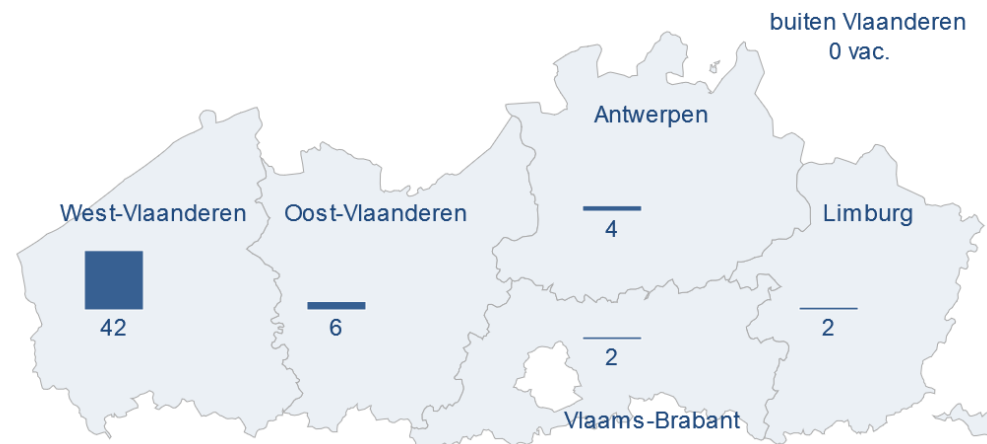 buiten Vlaanderen
0 vac.
Antwerpen
4
West-Vlaanderen
42
Oost-Vlaanderen
6
Limburg
2
2
Vlaams-Brabant